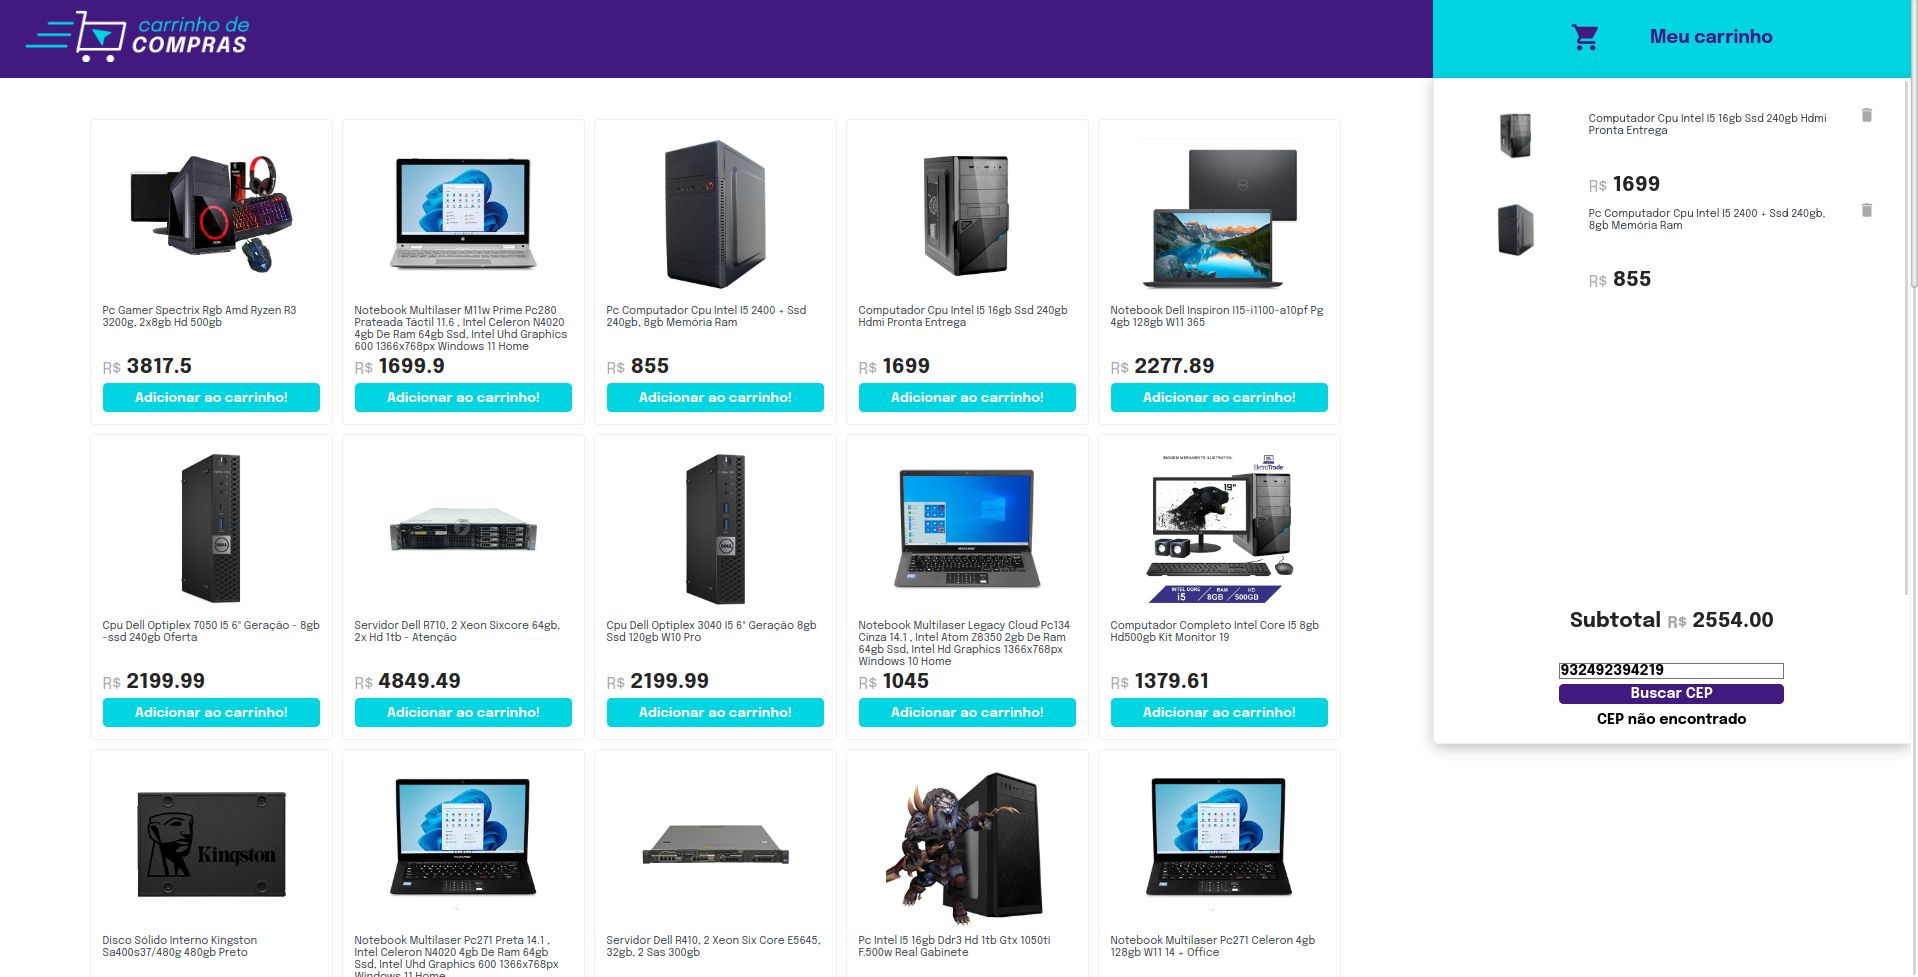 carrinho de
COMPRAS
Meu carrinho
Pc Gamer Spectrix Rgb Amd Ryzen R3
3200g, 2x8gb Hd 500gb
R$ 3817.5
Adicionar ao carrinho!
Notebook Multilaser M11w Prime Pc280
Prateada Táctil 11.6 , Intel Celeron N4020
4gb De Ram 64gb Ssd, Intel Uhd Graphics
600 1366x768px Windows 11 Home
R$ 1699.9
Adicionar ao carrinho!
Pc Computador Cpu Intel I5 2400 + Ssd
240gb, 8gb Memória Ram
R$ 855
Adicionar ao carrinho!
Computador Cpu Intel I5 16gb Ssd 240gb
Hdmi Pronta Entrega
R$ 1699
Adicionar ao carrinho!
Notebook Dell Inspiron I15-i1100-a10pf Pg
4gb 128gb W11 365
R$ 2277.89
Adicionar ao carrinho!
DELL
Cpu Dell Optiplex 7050 I5 6° Geração - 8gb
-ssd 240gb Oferta
R$ 2199.99
Adicionar ao carrinho!
Servidor Dell R710, 2 Xeon Sixcore 64gb,
2x Hd 1tb - Atenção
R$ 4849.49
Adicionar ao carrinho!
DELL
Cpu Dell Optiplex 3040 I5 6° Geração 8gb
Ssd 120gb W10 Pro
R$ 2199.99
Adicionar ao carrinho!
Notebook Multilaser Legacy Cloud Pc134
Cinza 14.1 , Intel Atom Z8350 2gb De Ram
64gb Ssd, Intel Hd Graphics 1366x768px
Windows 10 Home
R$ 1045
Adicionar ao carrinho!
IMAGEM MERAMENTE ILUSTRATIVA
EletroTrade
19"
INTEL CORE
i5
RAM
8GB
HD
500GB
Computador Completo Intel Core I5 8gb
Hd500gb Kit Monitor 19
R$ 1379.61
Adicionar ao carrinho!
Kingston
Disco Sólido Interno Kingston
Sa400s37/480g 480gb Preto
Notebook Multilaser Pc271 Preta 14.1 ,
Intel Celeron N4020 4gb De Ram 64gb
Ssd, Intel Uhd Graphics 600 1366x768px
Windows 11 Home
Servidor Dell R410, 2 Xeon Six Core E5645,
32gb, 2 Sas 300gb
Pc Intel I5 16gb Ddr3 Hd 1tb Gtx 1050ti
F.500w Real Gabinete
Notebook Multilaser Pc271 Celeron 4gb
128gb W11 14 + Office
Computador Cpu Intel I5 16gb Ssd 240gb Hdmi
Pronta Entrega
R$ 1699
Pc Computador Cpu Intel I5 2400 + Ssd 240gb,
8gb Memória Ram
R$ 855
Subtotal R$ 2554.00
932492394219
Buscar CEP
CEP não encontrado